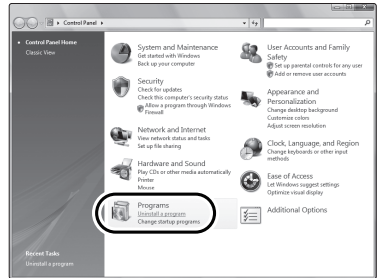 Control Panel
Control Panel Home
Classic View
System and Maintenance
Get started with Windows
Back up your computer
Security
Check for updates
Check this computer's security status
Allow a program through Windows
Firewall
Network and Internet
View network status and tasks
Set up file sharing
Hardware and Sound
Play CDs or other media automatically
Printer
Mouse
Programs
Uninstall a program
Change startup programs
User Accounts and Family
Safety
Set up parental controls for any user
Add or remove user accounts
Appearance and
Personalization
Change desktop background
Customize colors
Adjust screen resolution
Clock, Language, and Region
Change keyboards or other input
methods
Ease of Access
Let Windows suggest settings
Optimize visual display
Additional Options
Recent Tasks
Uninstall a program